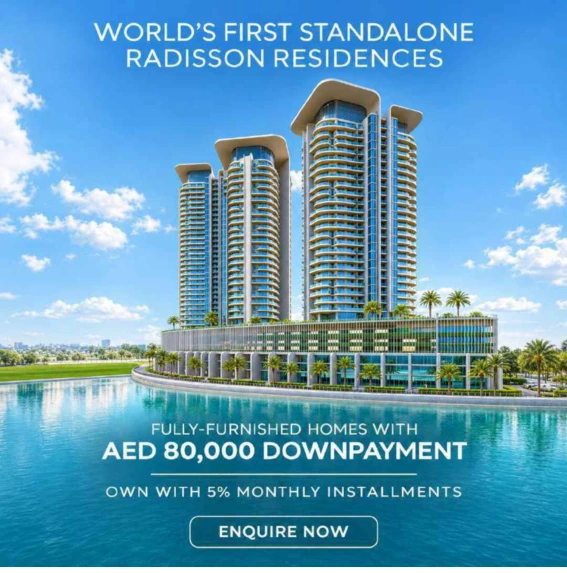 WORLD'S FIRST STANDALONE
RADISSON RESIDENCES
FULLY-FURNISHED HOMES WITH
AED 80,000 DOWNPAYMENT
OWN WITH 5% MONTHLY INSTALLMENTS
ENQUIRE NOW